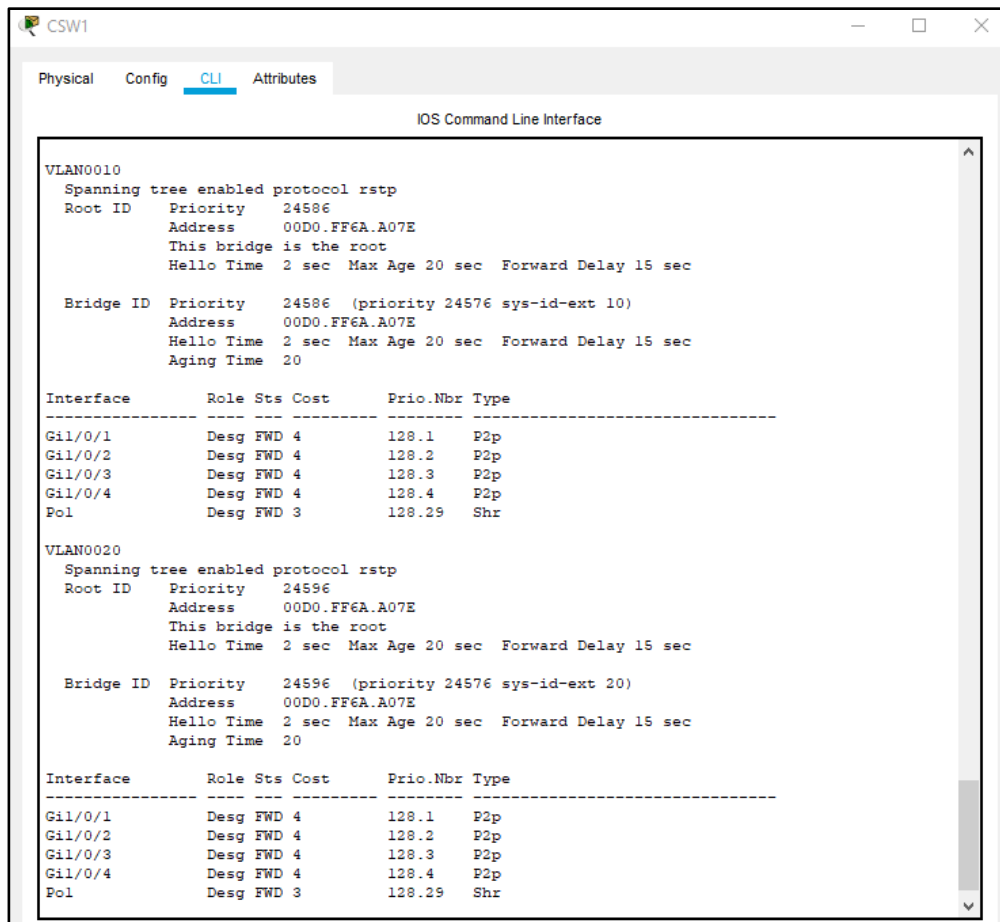 CSW1
Physical Config CLI Attributes
IOS Command Line Interface
VLAN0010
  Spanning tree enabled protocol rstp
  Root ID    Priority    24586
             Address     00D0.FF6A.A07E
             This bridge is the root
             Hello Time  2 sec  Max Age 20 sec  Forward Delay 15 sec
  Bridge ID  Priority    24586  (priority 24576 sys-id-ext 10)
             Address     00D0.FF6A.A07E
             Hello Time  2 sec  Max Age 20 sec  Forward Delay 15 sec
             Aging Time  20
Interface        Role Sts Cost      Prio.Nbr Type
---------------- ---- --- --------- -------- --------------------------------
Gi1/0/1          Desg FWD 4         128.1    P2p
Gi1/0/2          Desg FWD 4         128.2    P2p
Gi1/0/3          Desg FWD 4         128.3    P2p
Gi1/0/4          Desg FWD 4         128.4    P2p
Po1              Desg FWD 3         128.29   Shr
VLAN0020
  Spanning tree enabled protocol rstp
  Root ID    Priority    24596
             Address     00D0.FF6A.A07E
             This bridge is the root
             Hello Time  2 sec  Max Age 20 sec  Forward Delay 15 sec
  Bridge ID  Priority    24596  (priority 24576 sys-id-ext 20)
             Address     00D0.FF6A.A07E
             Hello Time  2 sec  Max Age 20 sec  Forward Delay 15 sec
             Aging Time  20
Interface        Role Sts Cost      Prio.Nbr Type
---------------- ---- --- --------- -------- --------------------------------
Gi1/0/1          Desg FWD 4         128.1    P2p
Gi1/0/2          Desg FWD 4         128.2    P2p
Gi1/0/3          Desg FWD 4         128.3    P2p
Gi1/0/4          Desg FWD 4         128.4    P2p
Po1              Desg FWD 3         128.29   Shr